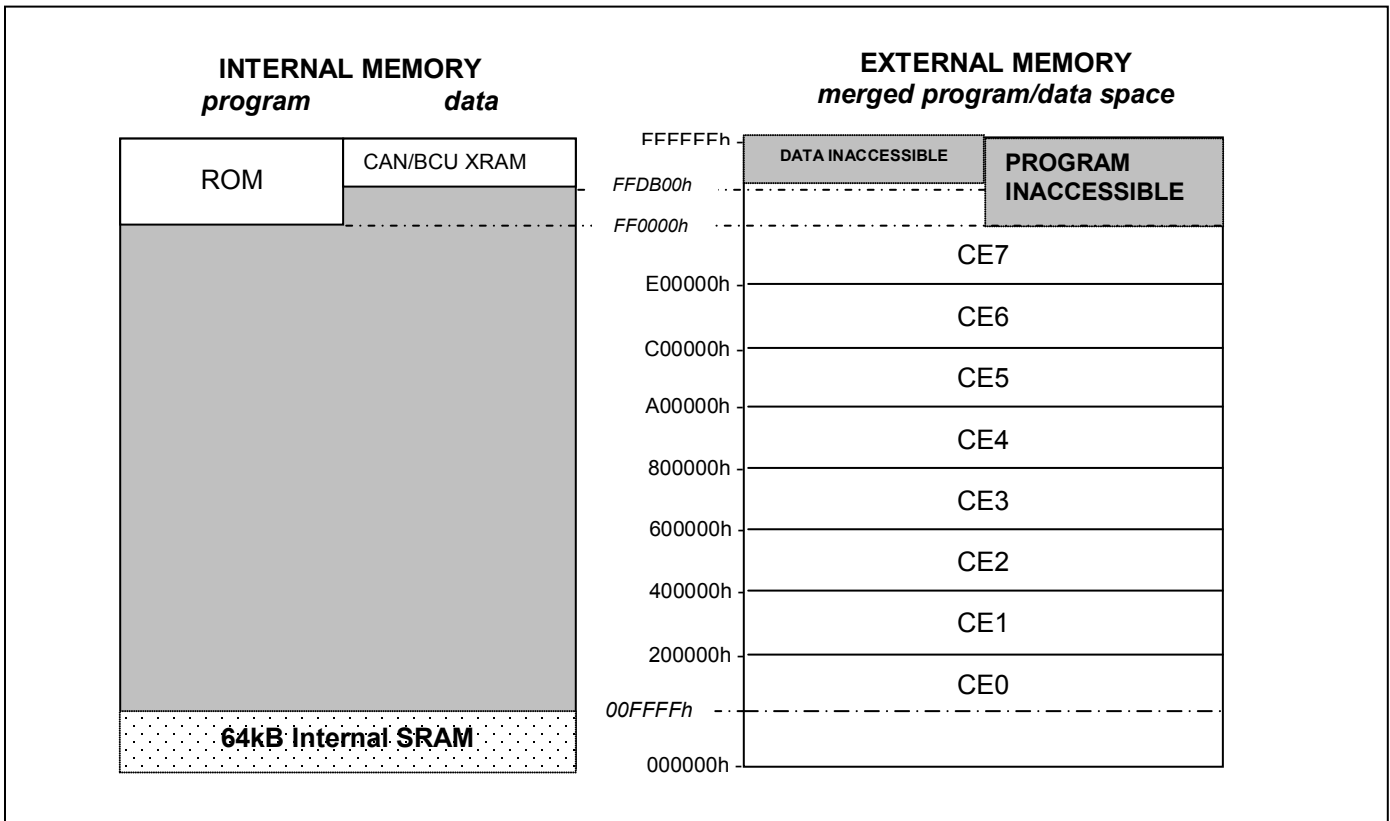 INTERNAL MEMORY
program data
EXTERNAL MEMORY
merged program/data space
ROM
CAN/BCU XRAM
64kB Internal SRAM
FFFFFFh
FFDB00h
FF0000h
E00000h
C00000h
A00000h
800000h
600000h
400000h
200000h
00FFFFh
000000h
DATA INACCESSIBLE
PROGRAM
INACCESSIBLE
CE7
CE6
CE5
CE4
CE3
CE2
CE1
CE0